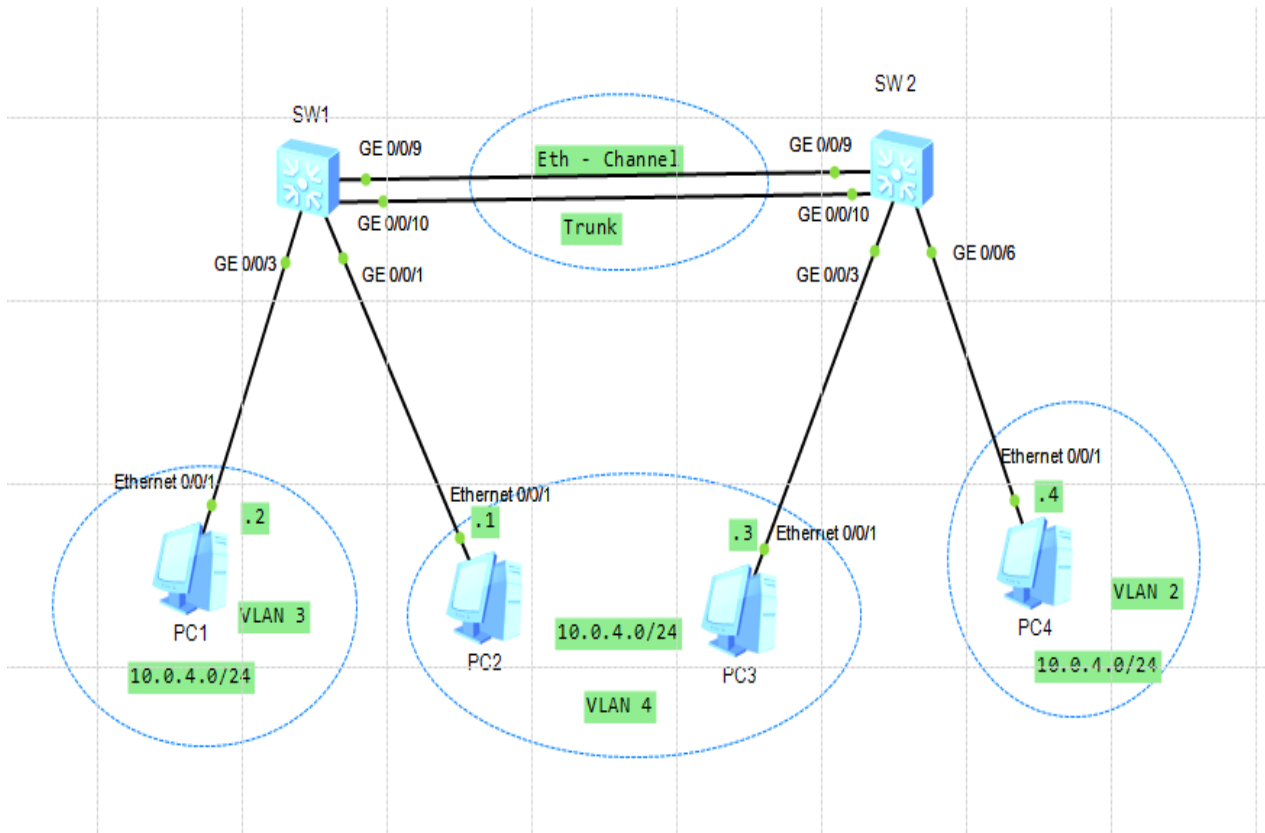 SW1
SW 2
GE 0/0/9
Eth - Channel
GE 0/0/9
GE 0/0/10
Trunk
GE 0/0/10
GE 0/0/3
GE 0/0/1
GE 0/0/3
GE 0/0/6
Ethernet 0/0/1
.2
Ethernet 0/0/1
.1
.3
Ethernet 0/0/1
Ethernet 0/0/1
.4
PC1
VLAN 3
10.0.4.0/24
PC2
10.0.4.0/24
VLAN 4
PC3
VLAN 2
PC4
10.0.4.0/24